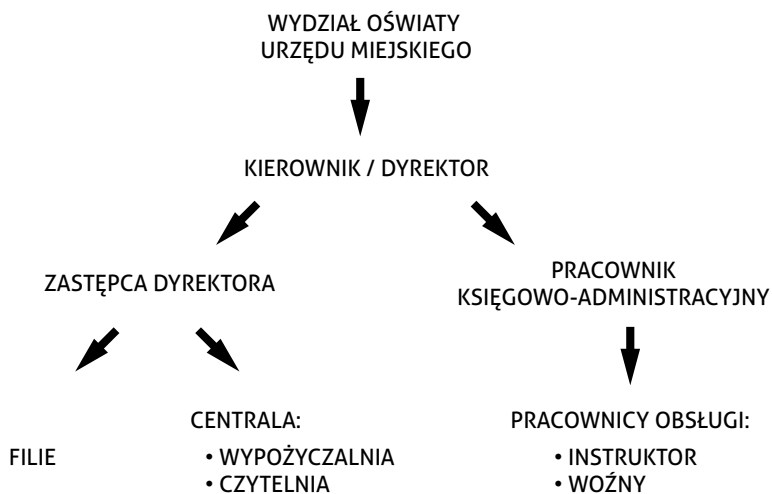 WYDZIAŁ OŚWIATY
URZĘDU MIEJSKIEGO
KIEROWNIK / DYREKTOR
ZASTĘPCA DYREKTORA
PRACOWNIK
KSIĘGOWO-ADMINISTRACYJNY
FILIE
CENTRALA:
• WYPOŻYCZALNIA
• CZYTELNIA
PRACOWNICY OBSŁUGI:
• INSTRUKTOR
• WOŹNY